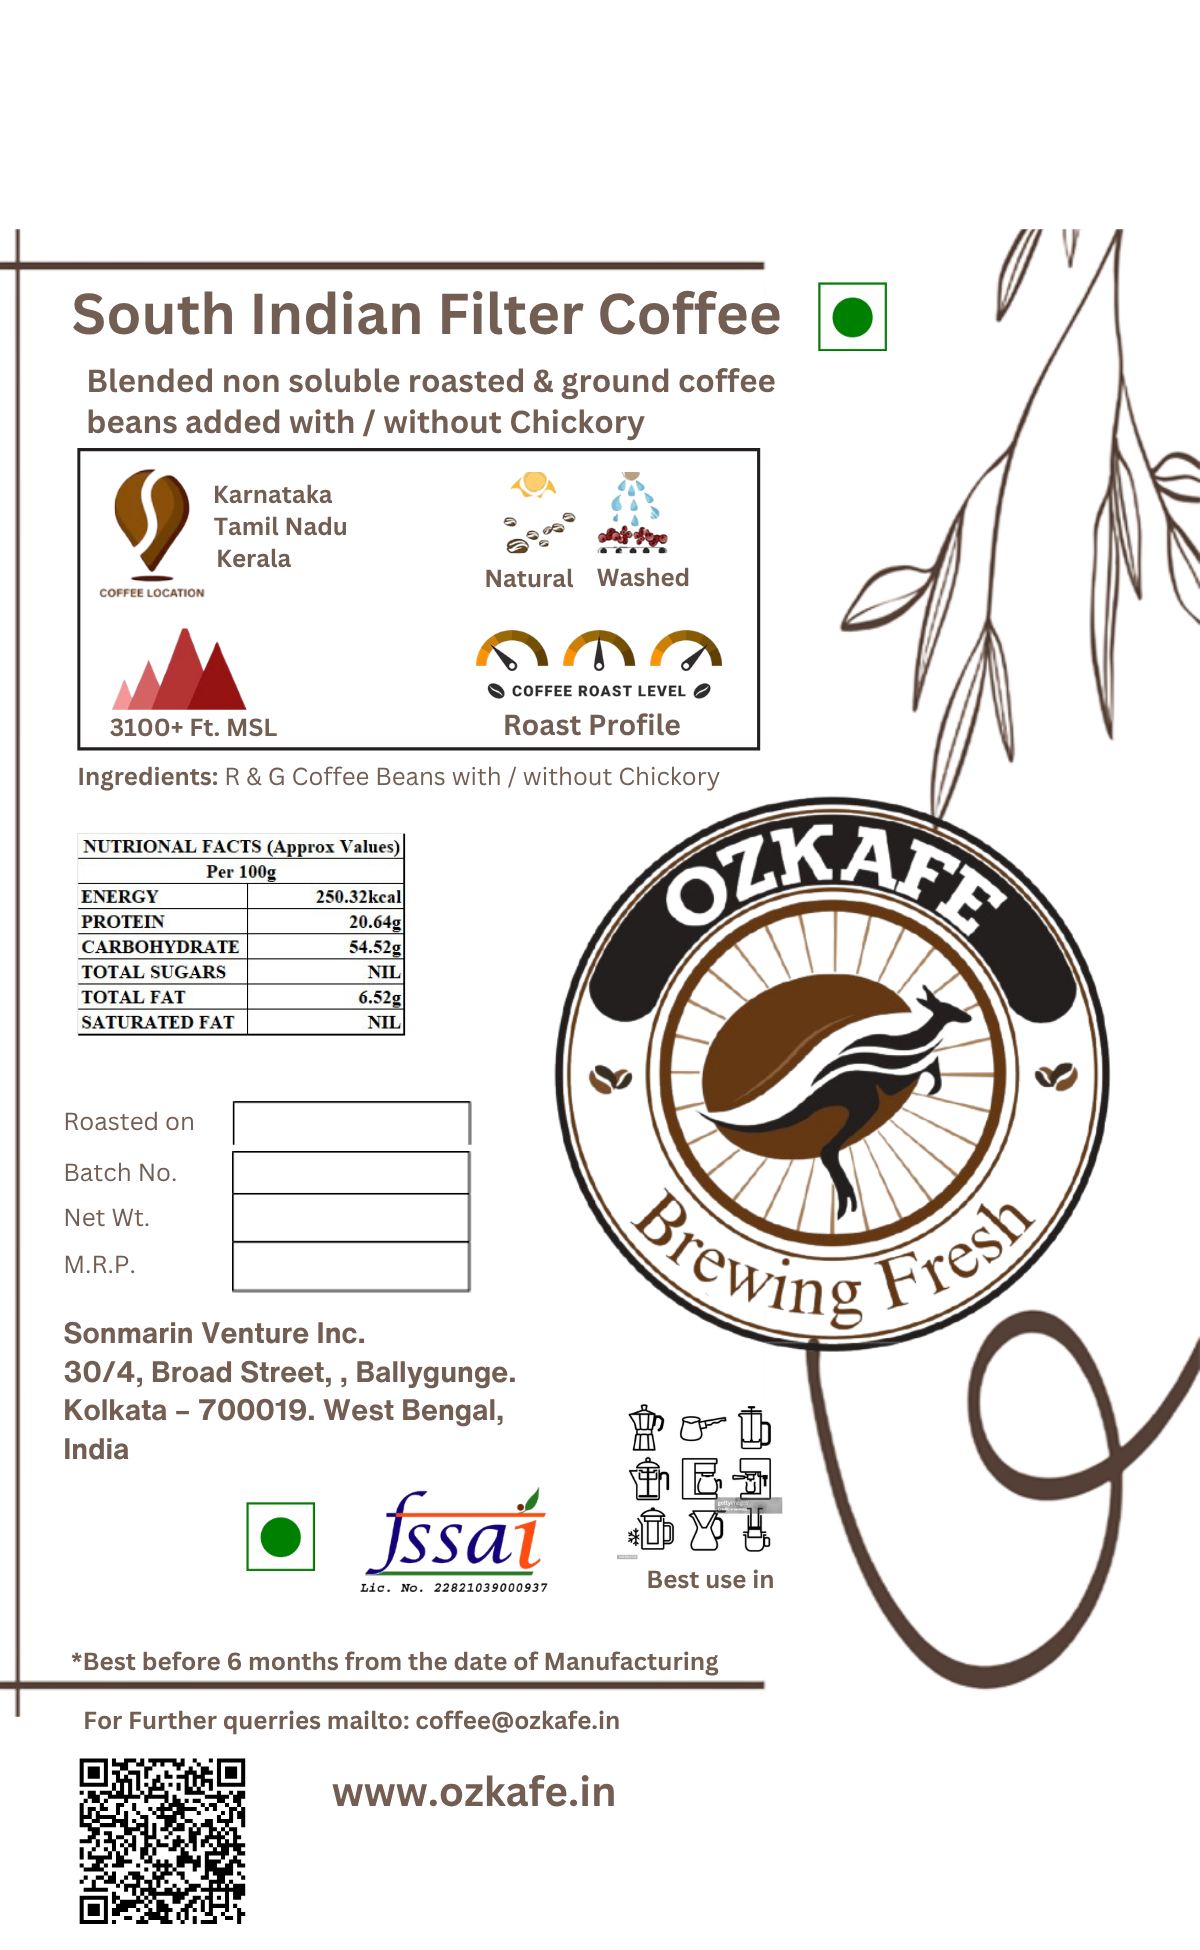 South Indian Filter Coffee
Blended non soluble roasted & ground coffee
beans added with / without Chickory
Karnataka
Tamil Nadu
Kerala
COFFEE LOCATION
Natural Washed
3100+ Ft. MSL
COFFEE ROAST LEVEL
Roast Profile
Ingredients: R & G Coffee Beans with / without Chickory
NUTRIONAL FACTS (Approx Values)
Per 100g
ENERGY 250.32kcal
PROTEIN 20.64g
CARBOHYDRATE 54.52g
TOTAL SUGARS NIL
TOTAL FAT 6.52g
SATURATED FAT NIL
OZKAFE
Brewing Fresh
Roasted on
Batch No.
Net Wt.
M.R.P.
Sonmarin Venture Inc.
30/4, Broad Street, , Ballygunge.
Kolkata – 700019. West Bengal,
India
fssai
Lic. No. 22821039000937
gettyimages
Best use in
*Best before 6 months from the date of Manufacturing
For Further querries mailto: coffee@ozkafe.in
www.ozkafe.in